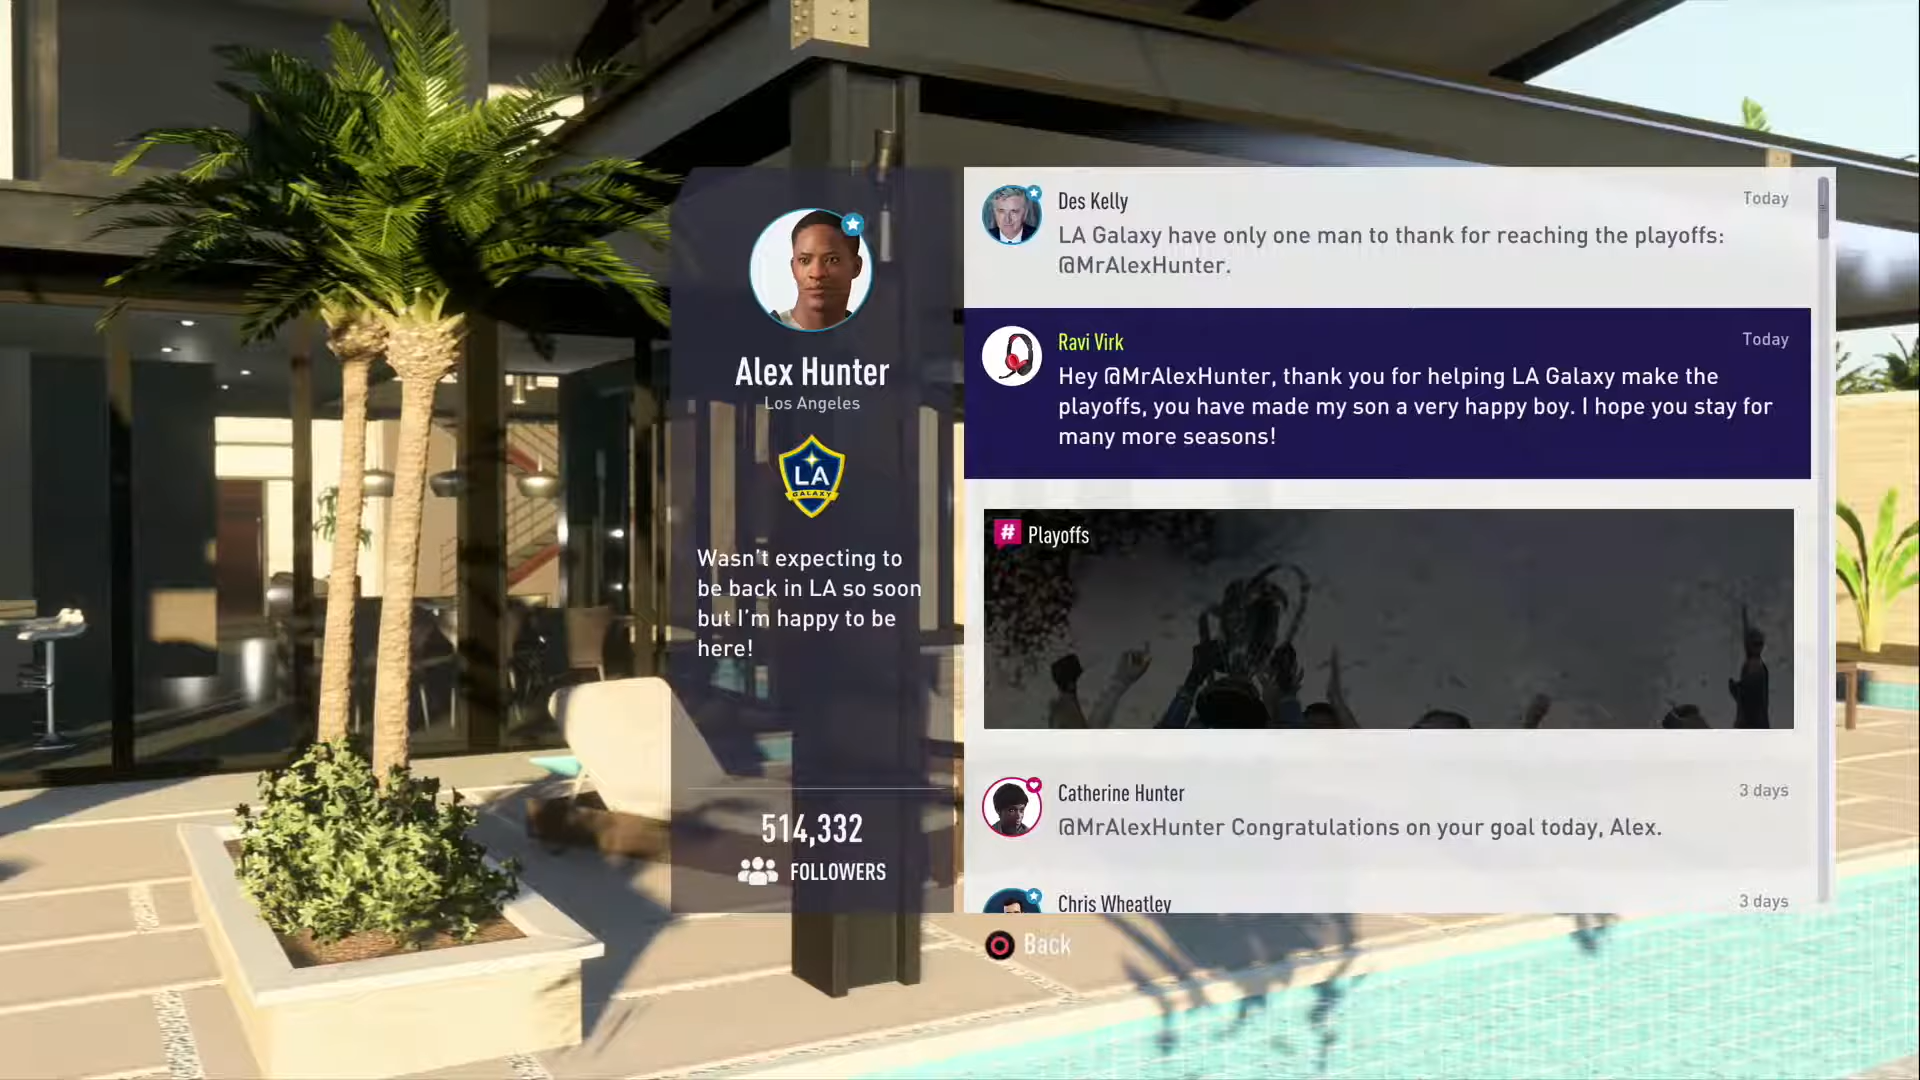 Alex Hunter
Los Angeles
LA
GALAXY
Wasn't expecting to
be back in LA so soon
but I'm happy to be
here!
514,332
FOLLOWERS
Des Kelly
Today
LA Galaxy have only one man to thank for reaching the playoffs:
@MrAlexHunter.
Ravi Virk
Today
Hey @MrAlexHunter, thank you for helping LA Galaxy make the
playoffs, you have made my son a very happy boy. I hope you stay for
many more seasons!
# Playoffs
Catherine Hunter
3 days
@MrAlexHunter Congratulations on your goal today, Alex.
Chris Wheatley
3 days
Back